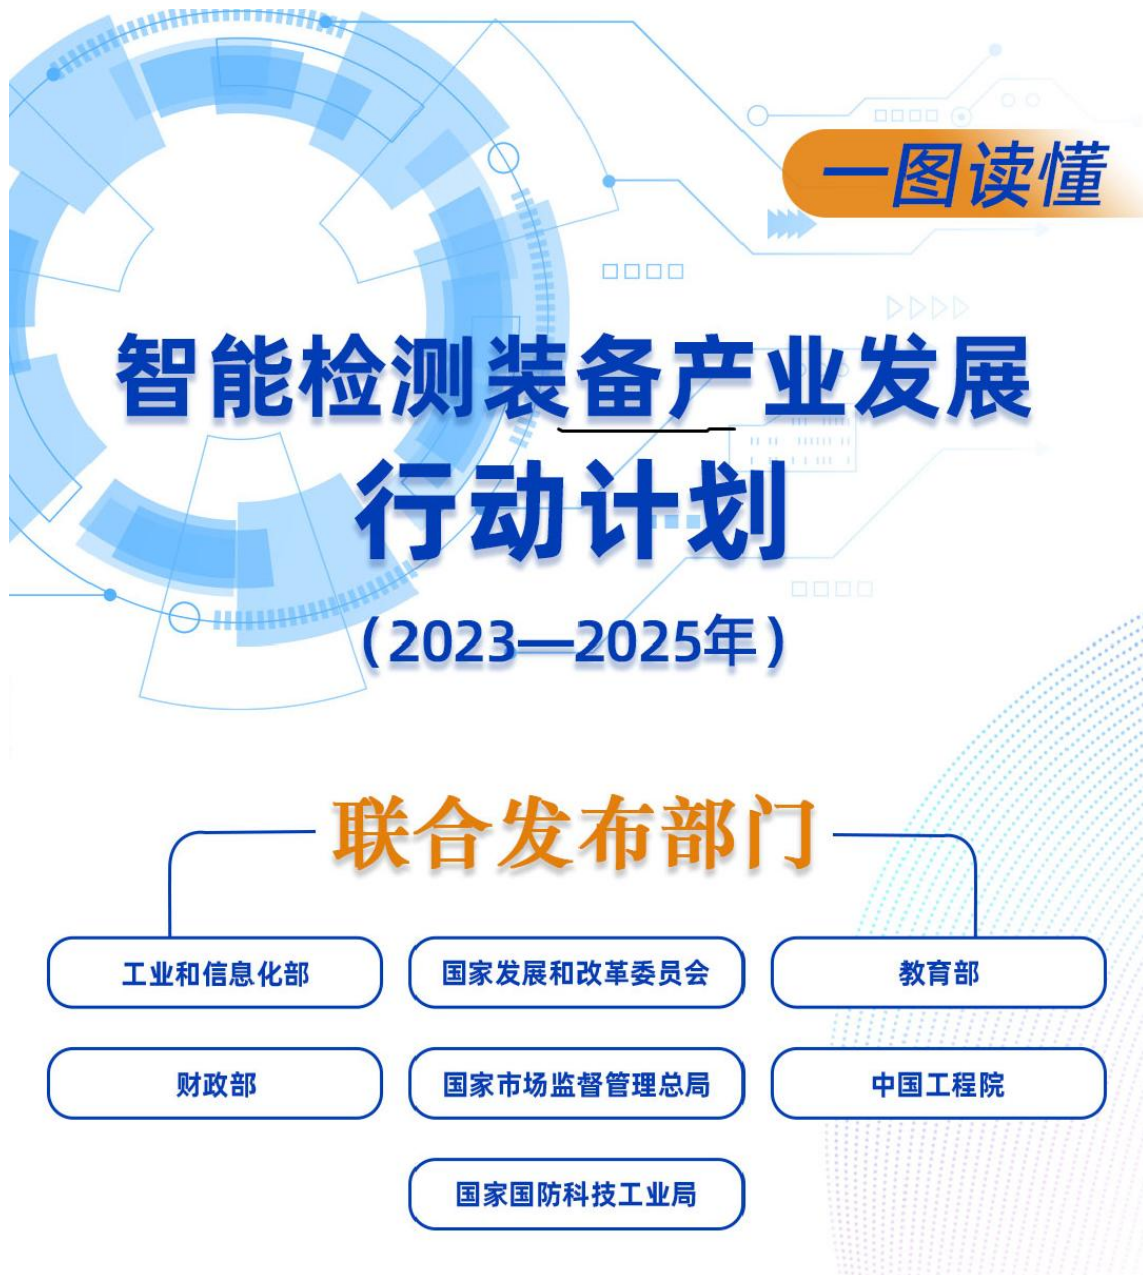 一图读懂
智能检测装备产业发展
行动计划
（2023—2025年）
联合发布部门
工业和信息化部
国家发展和改革委员会
教育部
财政部
国家市场监督管理总局
中国工程院
国家国防科技工业局